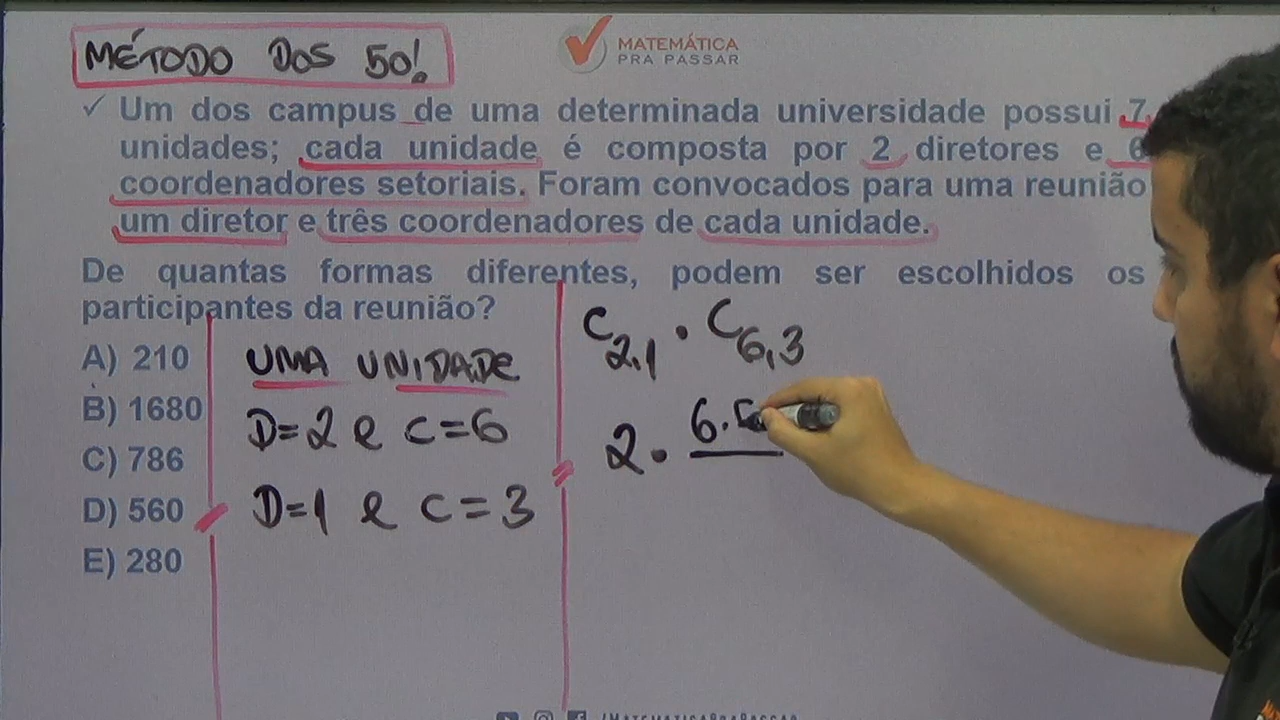 MÉTODO DOS 50!
MATEMÁTICA
PRA PASSAR
✓ Um dos campus de uma determinada universidade possui 7
unidades; cada unidade é composta por 2 diretores e 6
coordenadores setoriais. Foram convocados para uma reunião
um diretor e três coordenadores de cada unidade.
De quantas formas diferentes, podem ser escolhidos os
participantes da reunião?
A) 210
B) 1680
C) 786
D) 560
E) 280
UMA UNIDADE
D=2 e C=6
D=1 e C=3
C2,1 . C6,3
2. 6.5
/MATEMATICAPRAPASSAR